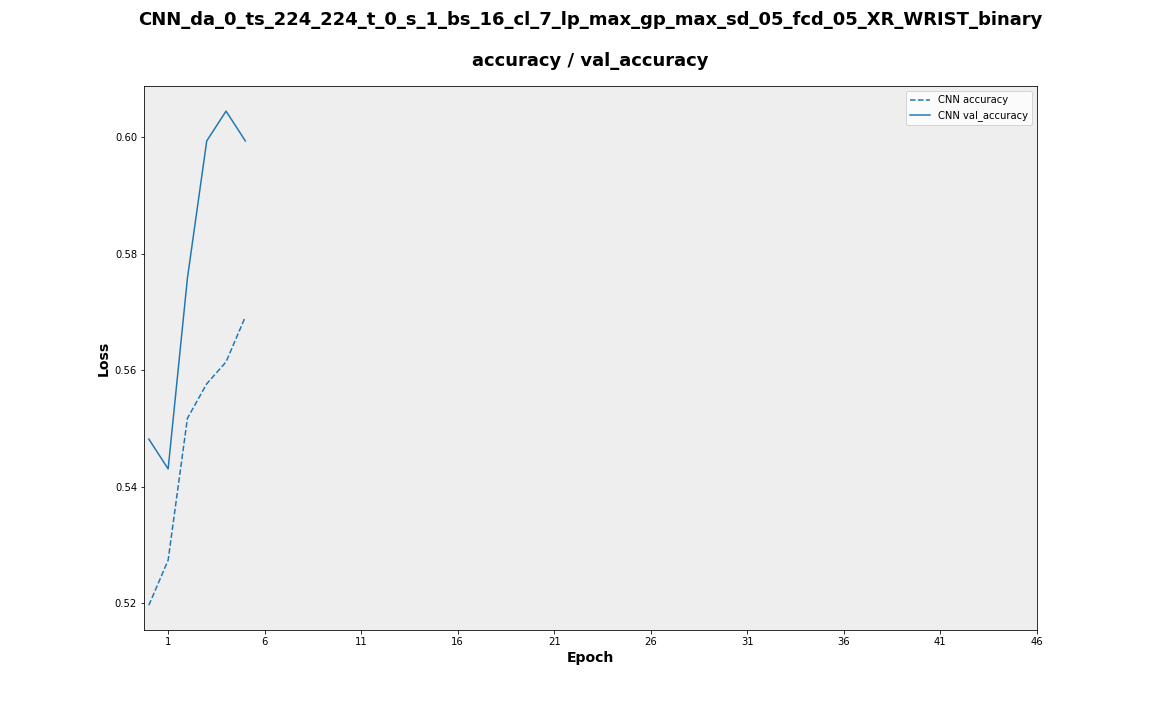 CNN_da_0_ts_224_224_t_0_s_1_bs_16_cl_7_lp_max_gp_max_sd_05_fcd_05_XR_WRIST_binary
accuracy / val_accuracy
CNN accuracy
CNN val_accuracy
0.60
0.58
0.56
0.54
0.52
Loss
1 6 11 16 21 26 31 36 41 46
Epoch